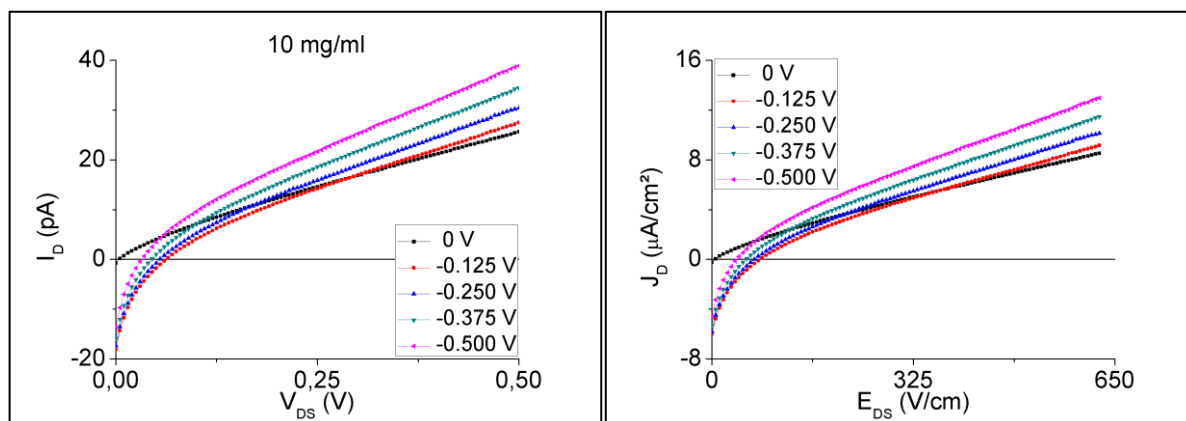 10 mg/ml
40
20
0
-20
I_D (pA)
0 V
-0.125 V
-0.250 V
-0.375 V
-0.500 V
0,00
0,25
0,50
V_DS (V)
16
8
0
-8
J_D (µA/cm²)
0 V
-0.125 V
-0.250 V
-0.375 V
-0.500 V
0
325
650
E_DS (V/cm)